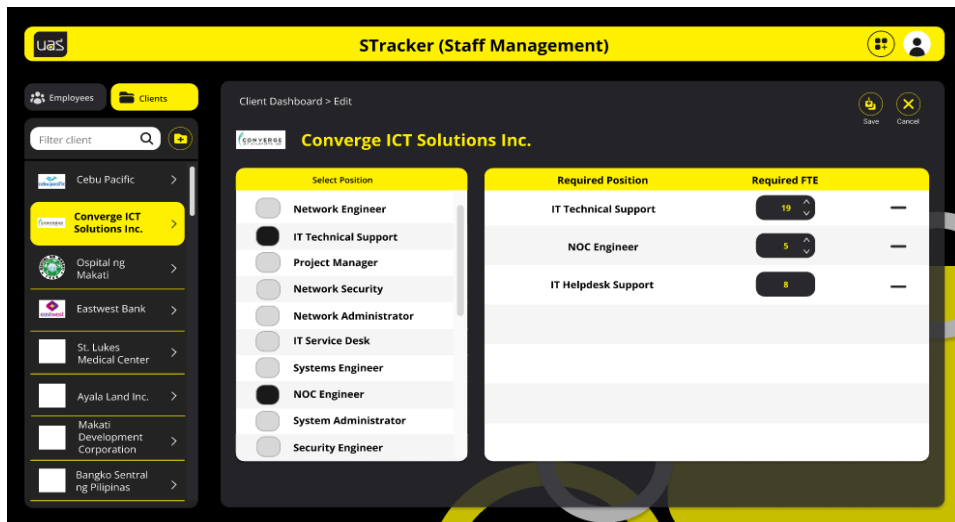 uas
STracker (Staff Management)
Employees
Clients
Client Dashboard > Edit
Save
Cancel
Filter client
CONVERGE
Converge ICT Solutions Inc.
Cebu Pacific
Converge ICT
Solutions Inc.
Ospital ng
Makati
Eastwest Bank
St. Lukes
Medical Center
Ayala Land Inc.
Makati
Development
Corporation
Bangko Sentral
ng Pilipinas
Select Position
Network Engineer
IT Technical Support
Project Manager
Network Security
Network Administrator
IT Service Desk
Systems Engineer
NOC Engineer
System Administrator
Security Engineer
Required Position Required FTE
IT Technical Support 19
NOC Engineer 5
IT Helpdesk Support 8